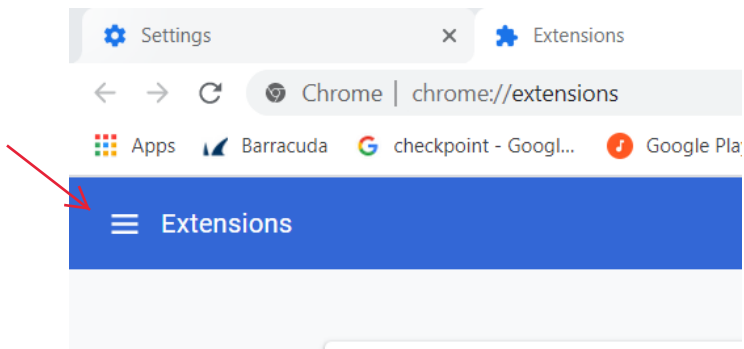 Settings Extensions
Chrome | chrome://extensions
Apps Barracuda checkpoint - Googl... Google Play
Extensions